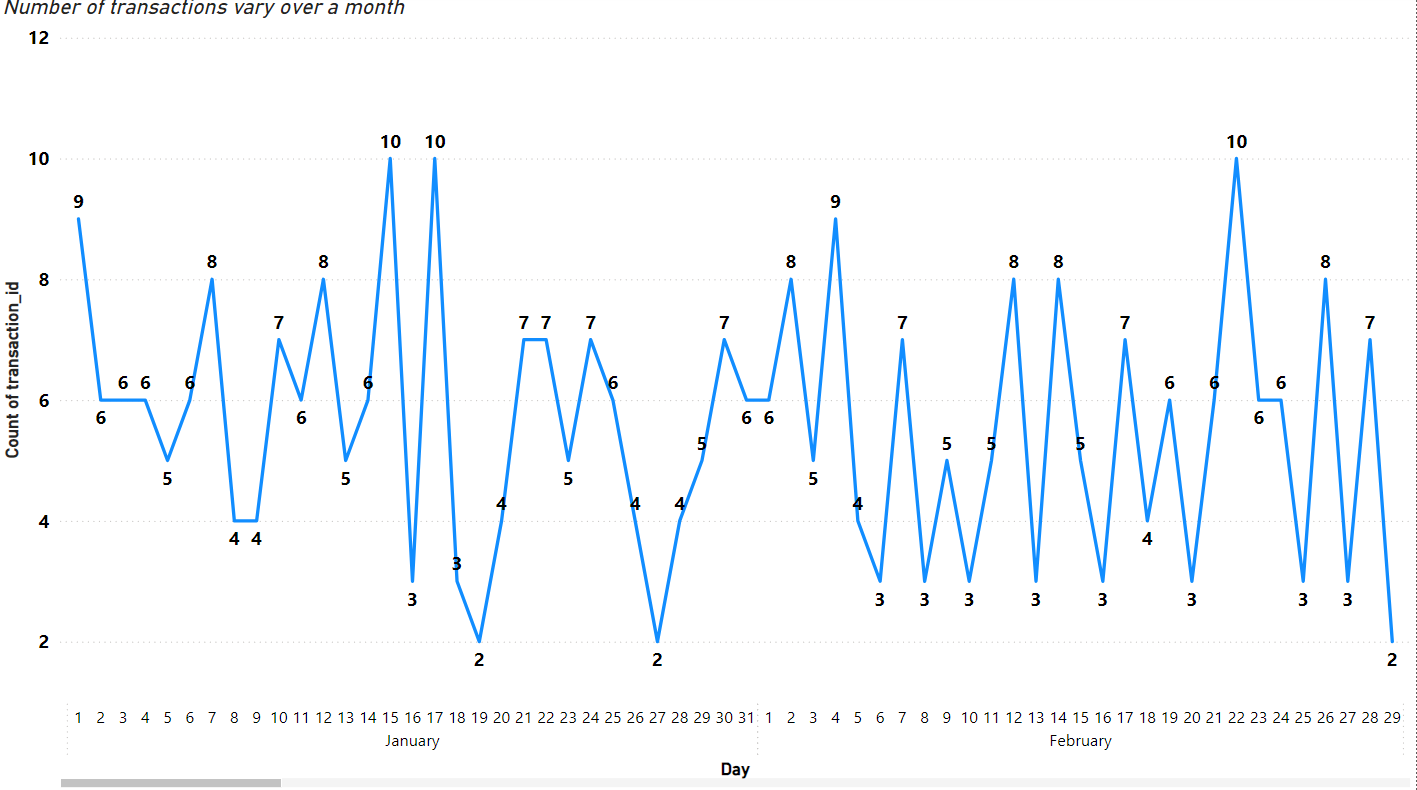 Number of transactions vary over a month
12
10
8
6
4
2
Count of transaction_id
9 6 6 6 5 6 8 4 4 7 6 8 5 6 10 3 10 3 2 4 7 7 5 7 6 4 2 4 5 7 6 6 8 5 9 4 3 7 3 5 3 5 8 3 8 5 3 7 4 6 3 6 10 6 6 3 8 3 7 2
1 2 3 4 5 6 7 8 9 10 11 12 13 14 15 16 17 18 19 20 21 22 23 24 25 26 27 28 29 30 31 1 2 3 4 5 6 7 8 9 10 11 12 13 14 15 16 17 18 19 20 21 22 23 24 25 26 27 28 29
January February
Day